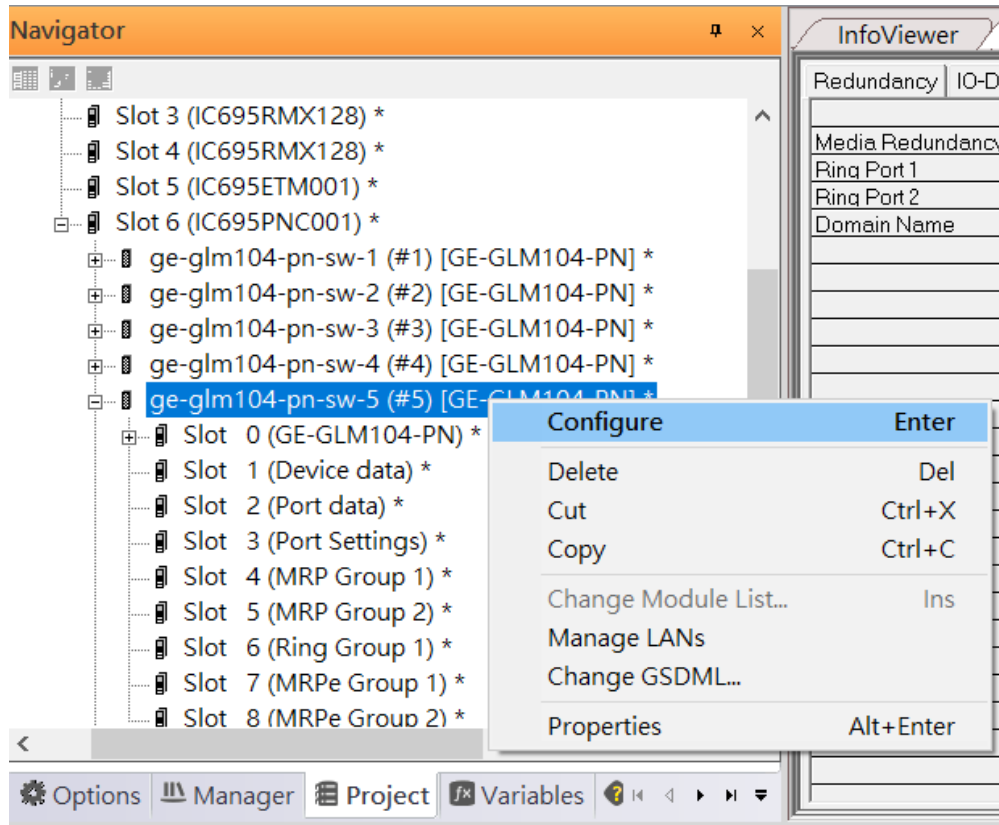 Navigator
Slot 3 (IC695RMX128) *
Slot 4 (IC695RMX128) *
Slot 5 (IC695ETM001) *
Slot 6 (IC695PNC001) *
ge-glm104-pn-sw-1 (#1) [GE-GLM104-PN] *
ge-glm104-pn-sw-2 (#2) [GE-GLM104-PN] *
ge-glm104-pn-sw-3 (#3) [GE-GLM104-PN] *
ge-glm104-pn-sw-4 (#4) [GE-GLM104-PN] *
ge-glm104-pn-sw-5 (#5) [GE-GLM104-PN] *
Slot 0 (GE-GLM104-PN) *
Slot 1 (Device data) *
Slot 2 (Port data) *
Slot 3 (Port Settings) *
Slot 4 (MRP Group 1) *
Slot 5 (MRP Group 2) *
Slot 6 (Ring Group 1) *
Slot 7 (MRPe Group 1) *
Slot 8 (MRPe Group 2) *
Configure Enter
Delete Del
Cut Ctrl+X
Copy Ctrl+C
Change Module List... Ins
Manage LANs
Change GSDML...
Properties Alt+Enter
Options Manager Project Variables
InfoViewer
Redundancy IO-D
Media Redundancy
Ring Port 1
Ring Port 2
Domain Name